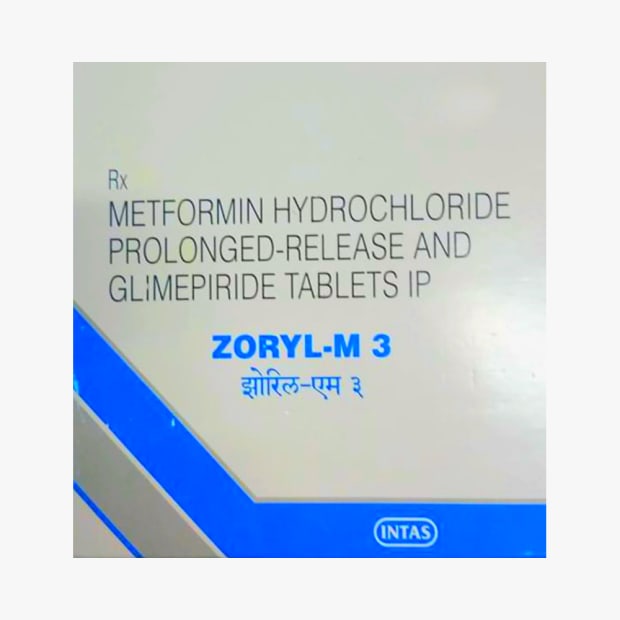 Rx
METFORMIN HYDROCHLORIDE
PROLONGED-RELEASE AND
GLIMEPIRIDE TABLETS IP
ZORYL-M 3
झोरिल-एम ३
INTAS